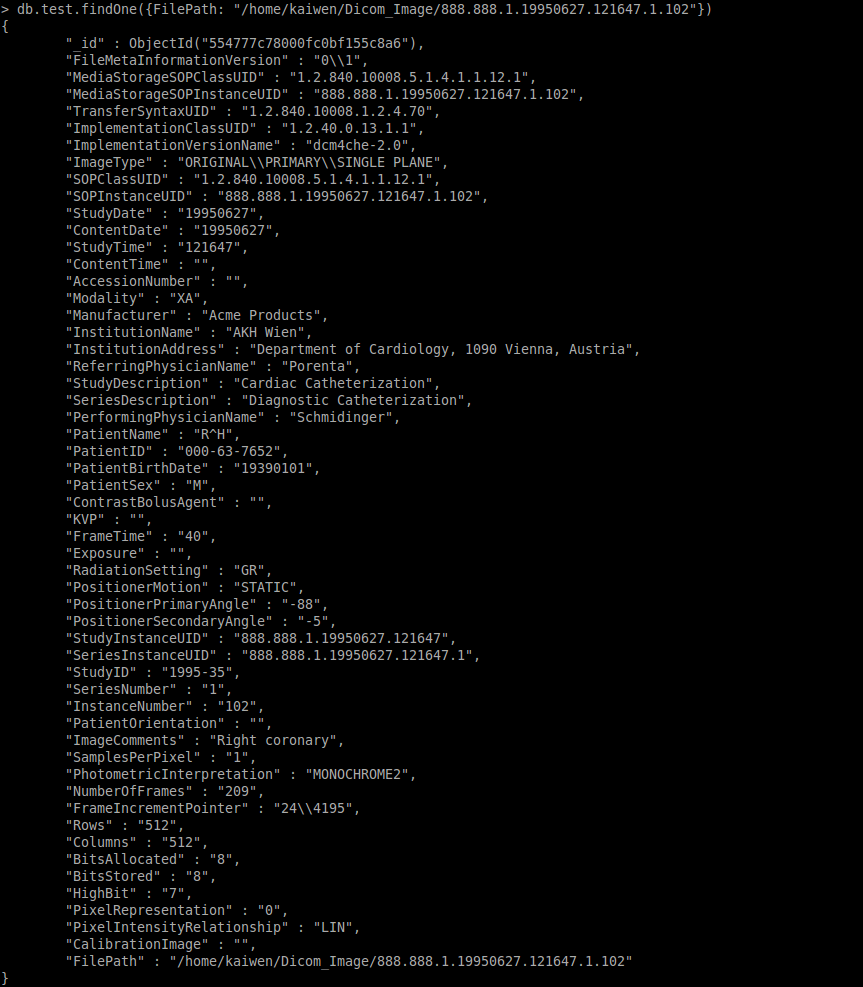 > db.test.findOne({FilePath: "/home/kaiwen/Dicom_Image/888.888.1.19950627.121647.1.102"})
{
"_id" : ObjectId("554777c78000fc0bf155c8a6"),
"FileMetaInformationVersion" : "0\\1",
"MediaStorageSOPClassUID" : "1.2.840.10008.5.1.4.1.1.12.1",
"MediaStorageSOPInstanceUID" : "888.888.1.19950627.121647.1.102",
"TransferSyntaxUID" : "1.2.840.10008.1.2.4.70",
"ImplementationClassUID" : "1.2.40.0.13.1.1",
"ImplementationVersionName" : "dcm4che-2.0",
"ImageType" : "ORIGINAL\\PRIMARY\\SINGLE PLANE",
"SOPClassUID" : "1.2.840.10008.5.1.4.1.1.12.1",
"SOPInstanceUID" : "888.888.1.19950627.121647.1.102",
"StudyDate" : "19950627",
"ContentDate" : "19950627",
"StudyTime" : "121647",
"ContentTime" : "",
"AccessionNumber" : "",
"Modality" : "XA",
"Manufacturer" : "Acme Products",
"InstitutionName" : "AKH Wien",
"InstitutionAddress" : "Department of Cardiology, 1090 Vienna, Austria",
"ReferringPhysicianName" : "Porenta",
"StudyDescription" : "Cardiac Catheterization",
"SeriesDescription" : "Diagnostic Catheterization",
"PerformingPhysicianName" : "Schmidinger",
"PatientName" : "R^H",
"PatientID" : "000-63-7652",
"PatientBirthDate" : "19390101",
"PatientSex" : "M",
"ContrastBolusAgent" : "",
"KVP" : "",
"FrameTime" : "40",
"Exposure" : "",
"RadiationSetting" : "GR",
"PositionerMotion" : "STATIC",
"PositionerPrimaryAngle" : "-88",
"PositionerSecondaryAngle" : "-5",
"StudyInstanceUID" : "888.888.1.19950627.121647",
"SeriesInstanceUID" : "888.888.1.19950627.121647.1",
"StudyID" : "1995-35",
"SeriesNumber" : "1",
"InstanceNumber" : "102",
"PatientOrientation" : "",
"ImageComments" : "Right coronary",
"SamplesPerPixel" : "1",
"PhotometricInterpretation" : "MONOCHROME2",
"NumberOfFrames" : "209",
"FrameIncrementPointer" : "24\\4195",
"Rows" : "512",
"Columns" : "512",
"BitsAllocated" : "8",
"BitsStored" : "8",
"HighBit" : "7",
"PixelRepresentation" : "0",
"PixelIntensityRelationship" : "LIN",
"CalibrationImage" : "",
"FilePath" : "/home/kaiwen/Dicom_Image/888.888.1.19950627.121647.1.102"
}